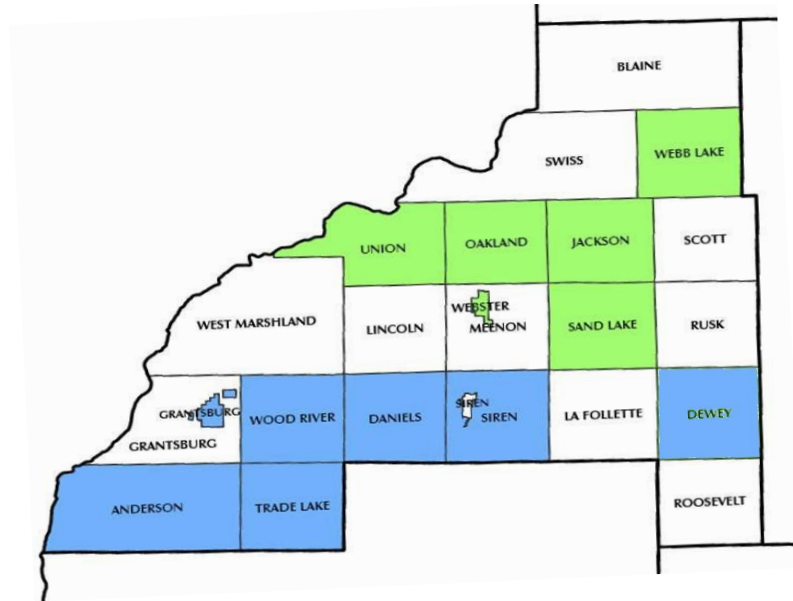 BLAINE
SWISS
WEBB LAKE
UNION
OAKLAND
JACKSON
SCOTT
WEST MARSHLAND
LINCOLN
WEBSTER
MEENON
SAND LAKE
RUSK
GRANTSBURG
GRANTSBURG
WOOD RIVER
DANIELS
SIREN
SIREN
LA FOLLETTE
DEWEY
ANDERSON
TRADE LAKE
ROOSEVELT